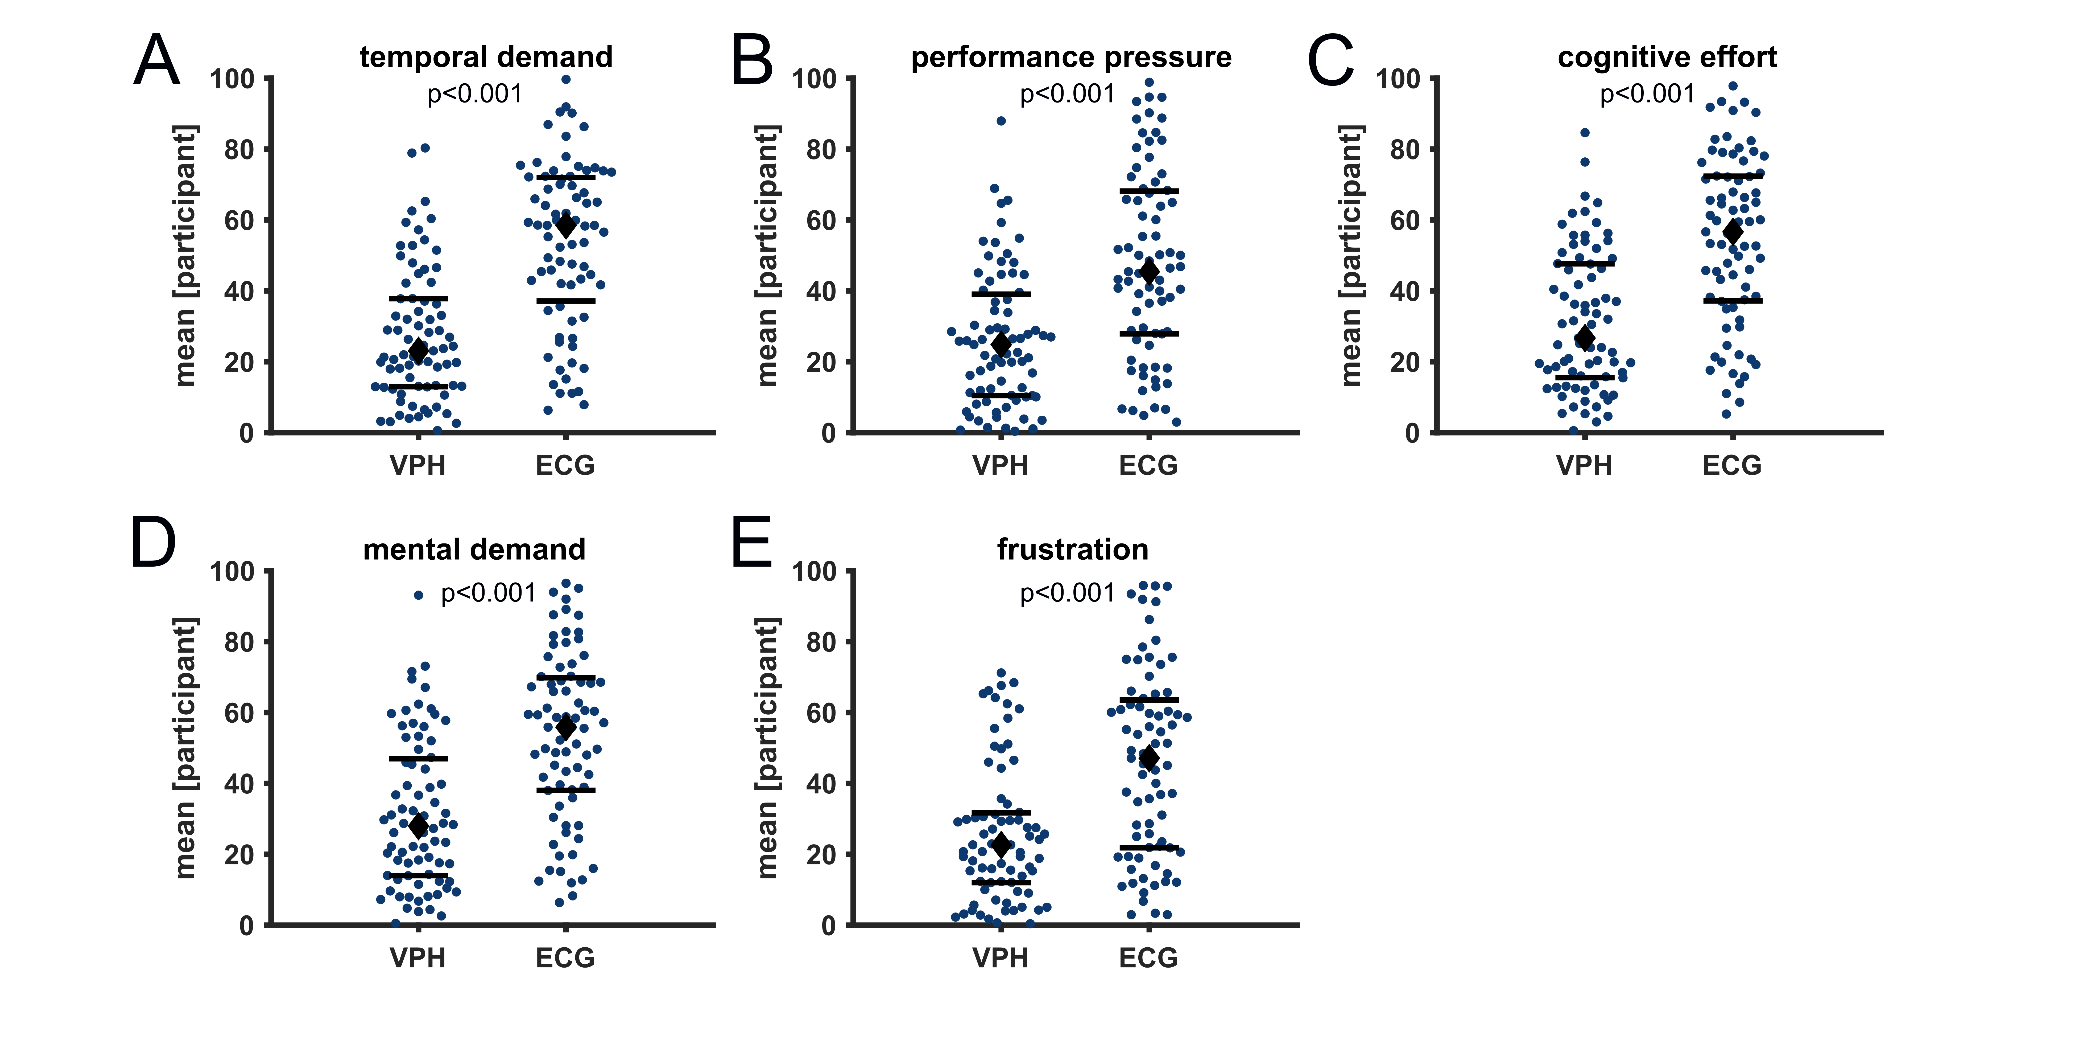 A
temporal demand
p<0.001
100
80
60
40
20
0
mean [participant]
VPH
ECG
B
performance pressure
p<0.001
100
80
60
40
20
0
mean [participant]
VPH
ECG
C
cognitive effort
p<0.001
100
80
60
40
20
0
mean [participant]
VPH
ECG
D
mental demand
p<0.001
100
80
60
40
20
0
mean [participant]
VPH
ECG
E
frustration
p<0.001
100
80
60
40
20
0
mean [participant]
VPH
ECG